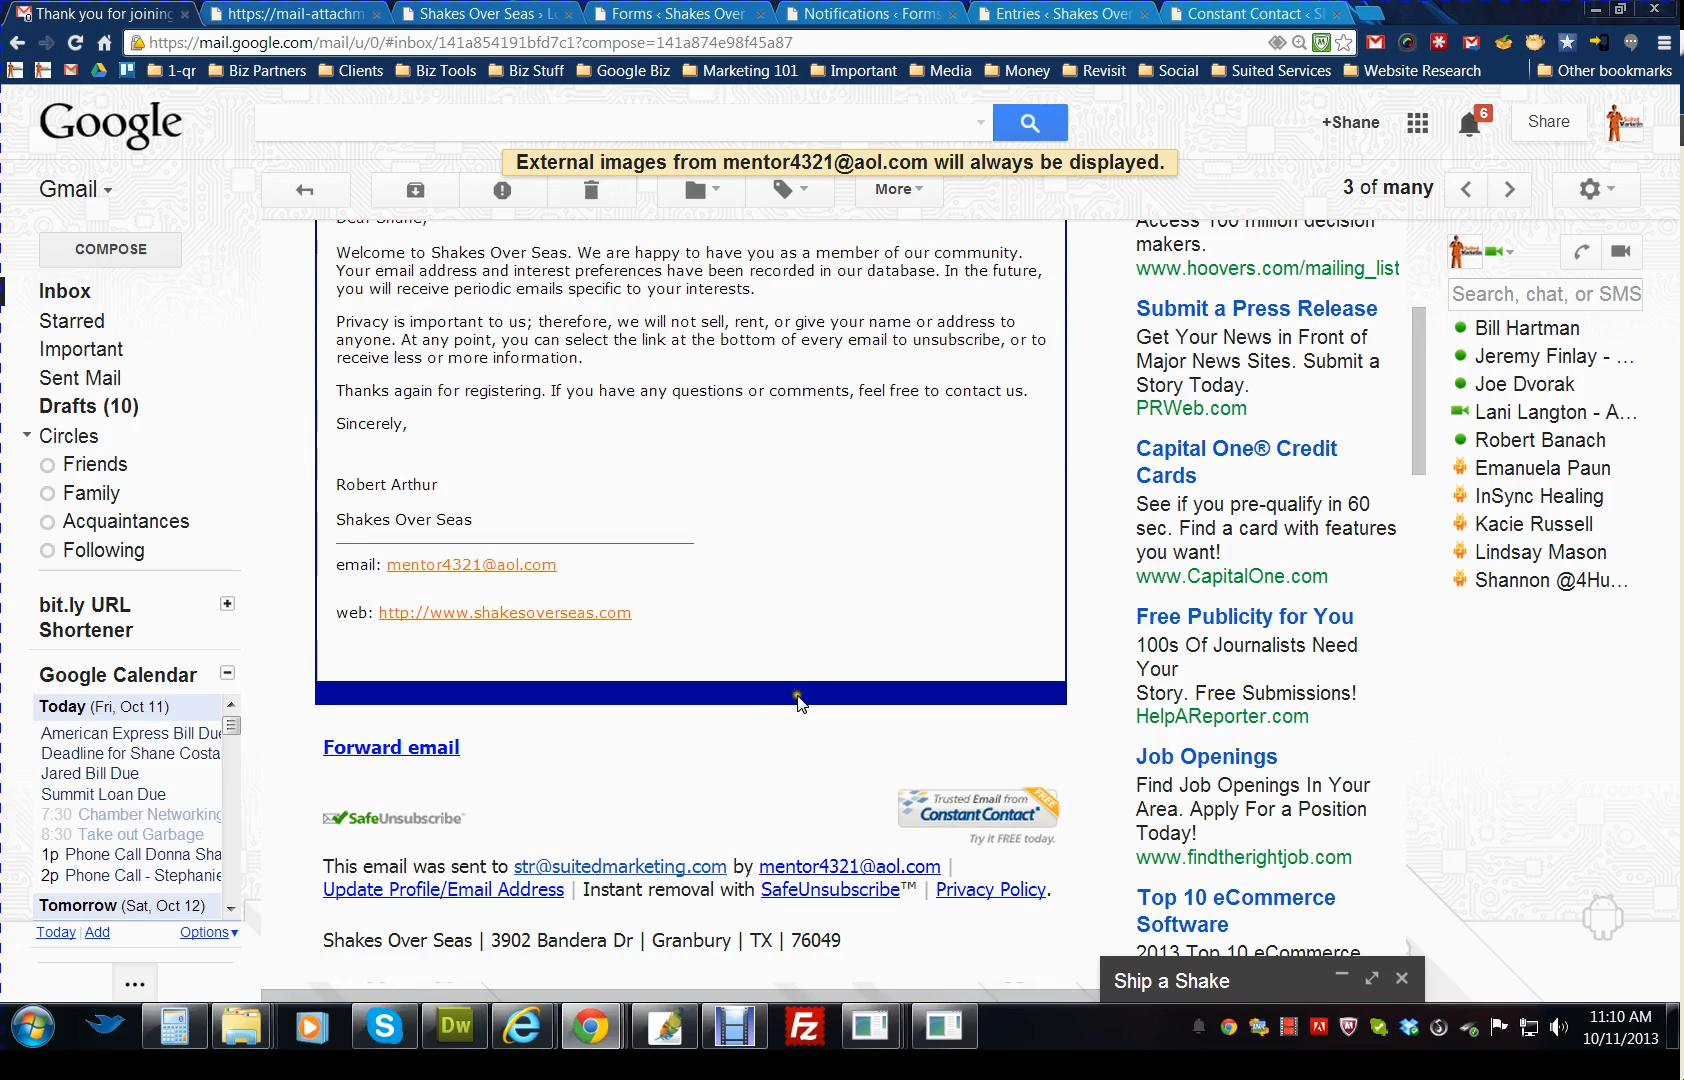 Thank you for joining
https://mail-attachm
Shakes Over Seas › Lo
Forms ‹ Shakes Over
Notifications ‹ Forms
Entries ‹ Shakes Over
Constant Contact ‹ S
https://mail.google.com/mail/u/0/#inbox/141a854191bfd7c1?compose=141a874e98f45a87
1-qr
Biz Partners
Clients
Biz Tools
Biz Stuff
Google Biz
Marketing 101
Important
Media
Money
Revisit
Social
Suited Services
Website Research
Other bookmarks
Google
+Shane
6
Share
External images from mentor4321@aol.com will always be displayed.
Gmail
More
3 of many
COMPOSE
Inbox
Starred
Important
Sent Mail
Drafts (10)
Circles
Friends
Family
Acquaintances
Following
bit.ly URL
Shortener
Google Calendar
Today (Fri, Oct 11)
American Express Bill Due
Deadline for Shane Costa
Jared Bill Due
Summit Loan Due
7:30 Chamber Networking
8:30 Take out Garbage
1p Phone Call Donna Sha
2p Phone Call - Stephanie
Tomorrow (Sat, Oct 12)
Today | Add
Options
Dear Shane,
Welcome to Shakes Over Seas. We are happy to have you as a member of our community.
Your email address and interest preferences have been recorded in our database. In the future,
you will receive periodic emails specific to your interests.
Privacy is important to us; therefore, we will not sell, rent, or give your name or address to
anyone. At any point, you can select the link at the bottom of every email to unsubscribe, or to
receive less or more information.
Thanks again for registering. If you have any questions or comments, feel free to contact us.
Sincerely,
Robert Arthur
Shakes Over Seas
email: mentor4321@aol.com
web: http://www.shakesoverseas.com
Forward email
SafeUnsubscribe
Trusted Email from
Constant Contact
FREE
Try it FREE today.
This email was sent to str@suitedmarketing.com by mentor4321@aol.com |
Update Profile/Email Address | Instant removal with SafeUnsubscribe™ | Privacy Policy.
Shakes Over Seas | 3902 Bandera Dr | Granbury | TX | 76049
Access 100 million decision
makers.
www.hoovers.com/mailing_list
Submit a Press Release
Get Your News in Front of
Major News Sites. Submit a
Story Today.
PRWeb.com
Capital One® Credit
Cards
See if you pre-qualify in 60
sec. Find a card with features
you want!
www.CapitalOne.com
Free Publicity for You
100s Of Journalists Need
Your
Story. Free Submissions!
HelpAReporter.com
Job Openings
Find Job Openings In Your
Area. Apply For a Position
Today!
www.findtherightjob.com
Top 10 eCommerce
Software
2013 Top 10 eCommerce
Search, chat, or SMS
Bill Hartman
Jeremy Finlay - ...
Joe Dvorak
Lani Langton - A...
Robert Banach
Emanuela Paun
InSync Healing
Kacie Russell
Lindsay Mason
Shannon @4Hu...
Ship a Shake
Dw
Fz
11:10 AM
10/11/2013